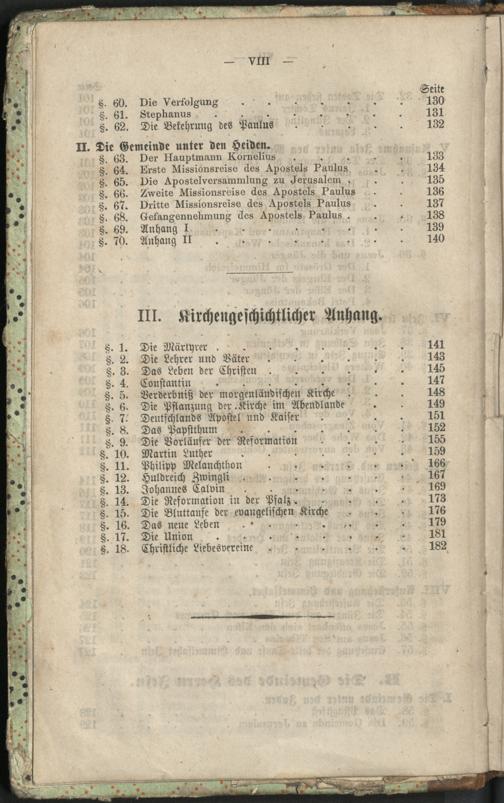 — VIII —
Seite
§. 60. Die Verfolgung . . . . . . 130
§. 61. Stephanus . . . . . . 131
§. 62. Die Bekehrung des Paulus . . . . 132
II. Die Gemeinde unter den Heiden.
§. 63. Der Hauptmann Kornelius . . . . 133
§. 64. Erste Missionsreise des Apostels Paulus . . 134
§. 65. Die Apostelversammlung zu Jerusalem . . . 135
§. 66. Zweite Missionsreise des Apostels Paulus . . 136
§. 67. Dritte Missionsreise des Apostels Paulus . . 137
§. 68. Gefangennehmung des Apostels Paulus . . . 138
§. 69. Anhang I . . . . . . 139
§. 70. Anhang II . . . . . . 140
III. Kirchengeschichtlicher Anhang.
§. 1. Die Märtyrer . . . . . . 141
§. 2. Die Lehrer und Väter . . . . . 143
§. 3. Das Leben der Christen . . . . . 145
§. 4. Constantin . . . . . . 147
§. 5. Verderbniß der morgenländischen Kirche . . . 148
§. 6. Die Pflanzung der Kirche im Abendlande . . . 149
§. 7. Deutschlands Apostel und Kaiser . . . . 151
§. 8. Das Papstthum . . . . . . 152
§. 9. Die Vorläufer der Reformation . . . . 155
§. 10. Martin Luther . . . . . . 159
§. 11. Philipp Melanchthon . . . . . 166
§. 12. Huldreich Zwingli . . . . . 167
§. 13. Johannes Calvin . . . . . 169
§. 14. Die Reformation in der Pfalz . . . . 173
§. 15. Die Bluttaufe der evangelischen Kirche . . . 176
§. 16. Das neue Leben . . . . . 179
§. 17. Die Union . . . . . . 181
§. 18. Christliche Liebesvereine . . . . . 182